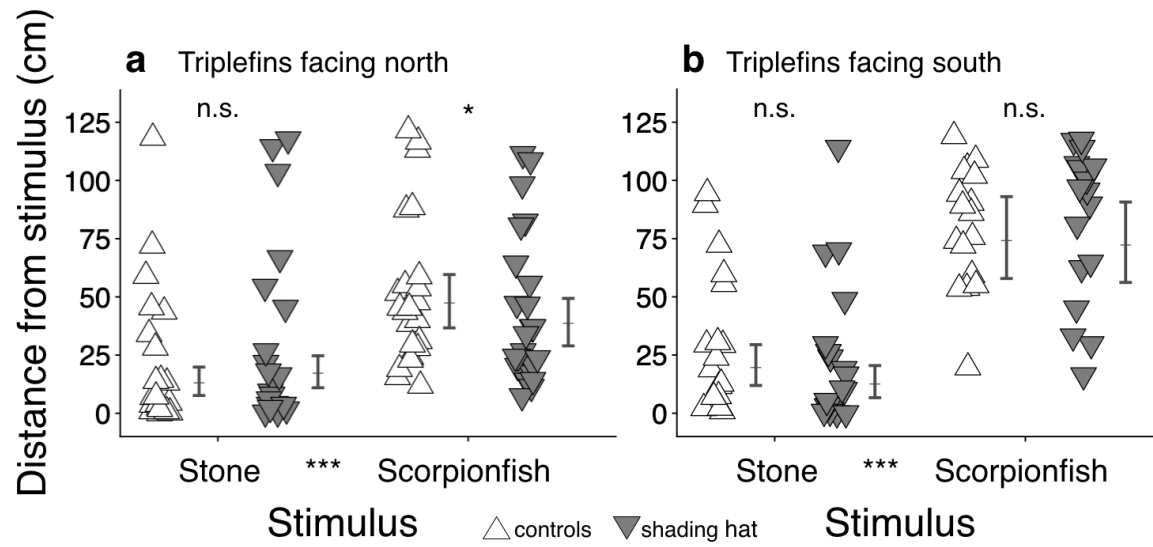 a Triplefins facing north
b Triplefins facing south
Distance from stimulus (cm)
n.s.
*
n.s.
n.s.
125
100
75
50
25
0
125
100
75
50
25
0
Stone *** Scorpionfish
Stone *** Scorpionfish
Stimulus
controls
shading hat
Stimulus